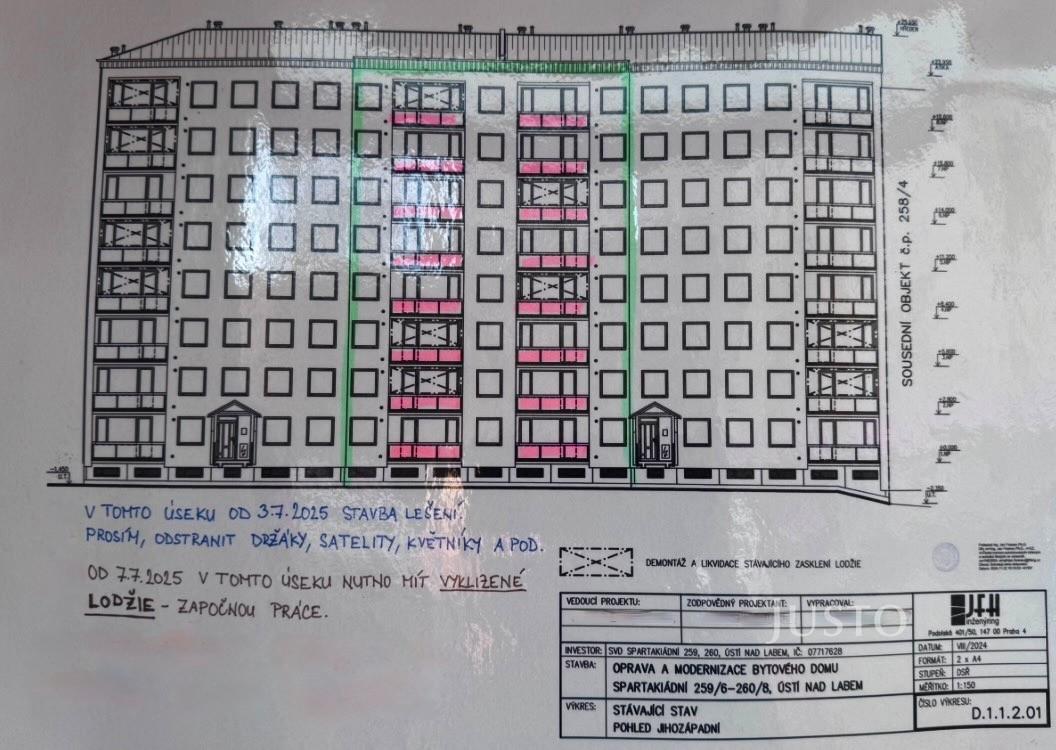 SOUSEDNÍ OBJEKT č.p. 258/4
V TOMTO ÚSEKU OD 3.7.2025 STAVBA LEŠENÍ.
PROSÍM, ODSTRANIT DRŽÁKY, SATELITY, KVĚTNÍKY A POD.
OD 7.7.2025 V TOMTO ÚSEKU NUTNO MÍT VYKLIZENÉ
LODŽIE - ZAPOČNOU PRÁCE.
DEMONTÁŽ A LIKVIDACE STÁVAJÍCÍHO ZASKLENÍ LODŽIE
VEDOUCÍ PROJEKTU: ZODPOVĚDNÝ PROJEKTANT: VYPRACOVAL:
JUSTO
JFH
inženýring
Podolská 401/50, 147 00 Praha 4
INVESTOR: SVD SPARTAKIÁDNÍ 259, 260, ÚSTÍ NAD LABEM, IČ: 07717628
STAVBA: OPRAVA A MODERNIZACE BYTOVÉHO DOMU
SPARTAKIÁDNÍ 259/6-260/8, ÚSTÍ NAD LABEM
VÝKRES: STÁVAJÍCÍ STAV
POHLED JIHOZÁPADNÍ
DATUM: VIII/2024
FORMÁT: 2 x A4
STUPEŇ: DSŘ
MĚŘÍTKO: 1:150
ČÍSLO VÝKRESU:
D.1.1.2.01